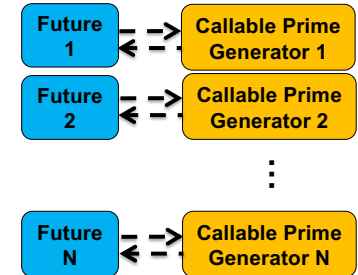 Future
1
Callable Prime
Generator 1
Future
2
Callable Prime
Generator 2
⋮
Future
N
Callable Prime
Generator N